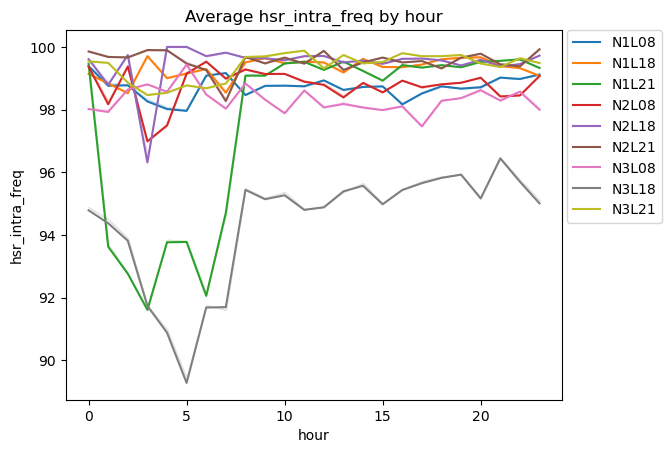 Average hsr_intra_freq by hour
100
98
96
94
92
90
hsr_intra_freq
0
5
10
15
20
hour
N1L08
N1L18
N1L21
N2L08
N2L18
N2L21
N3L08
N3L18
N3L21